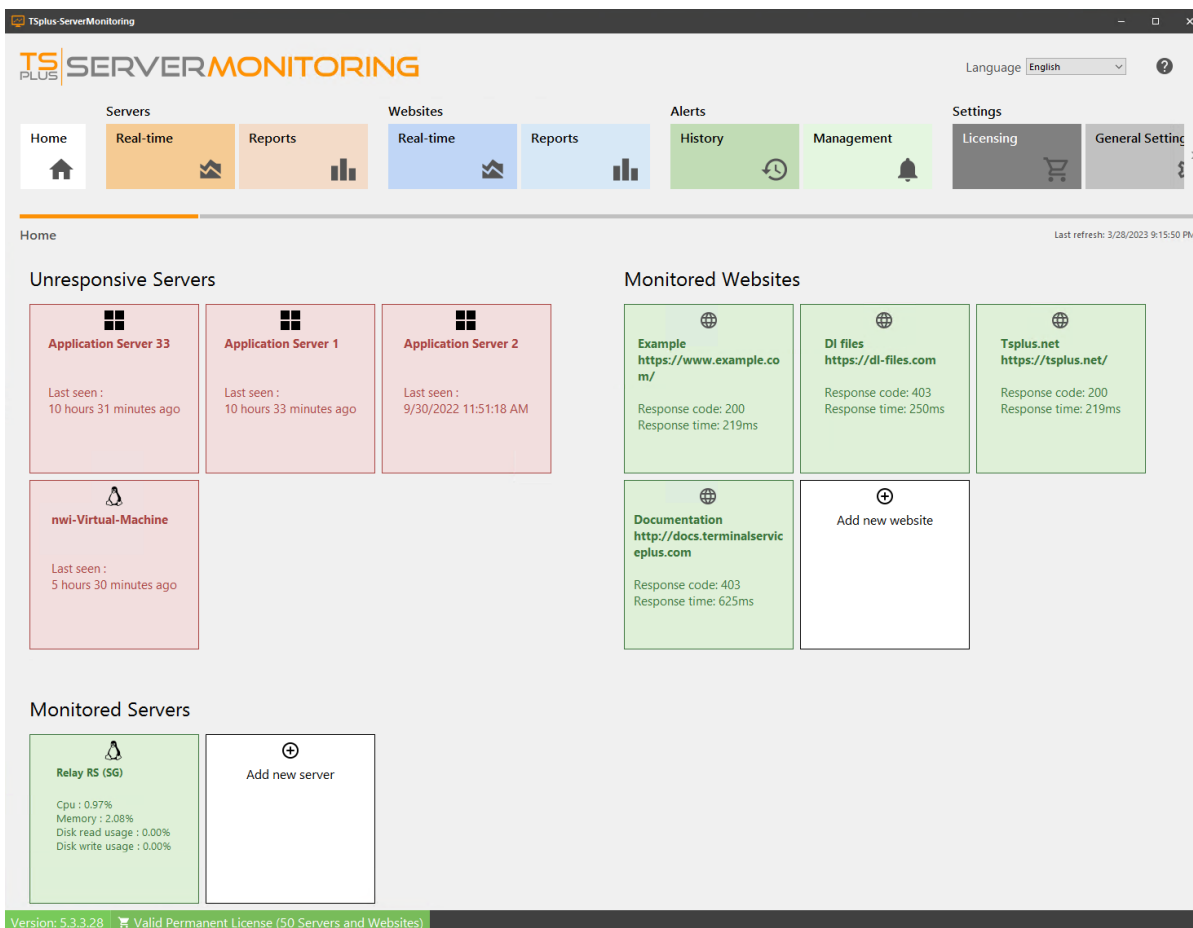 TSplus-ServerMonitoring
TS PLUS SERVERMONITORING
Language English
Servers
Websites
Alerts
Settings
Home
Real-time
Reports
Real-time
Reports
History
Management
Licensing
General Setting
Home
Last refresh: 3/28/2023 9:15:50 PM
Unresponsive Servers
Application Server 33
Last seen :
10 hours 31 minutes ago
Application Server 1
Last seen :
10 hours 33 minutes ago
Application Server 2
Last seen :
9/30/2022 11:51:18 AM
nwi-Virtual-Machine
Last seen :
5 hours 30 minutes ago
Monitored Websites
Example
https://www.example.co
m/
Response code: 200
Response time: 219ms
Dl files
https://dl-files.com
Response code: 403
Response time: 250ms
Tsplus.net
https://tsplus.net/
Response code: 200
Response time: 219ms
Documentation
http://docs.terminalservic
eplus.com
Response code: 403
Response time: 625ms
Add new website
Monitored Servers
Relay RS (SG)
Cpu : 0.97%
Memory : 2.08%
Disk read usage : 0.00%
Disk write usage : 0.00%
Add new server
Version: 5.3.3.28
Valid Permanent License (50 Servers and Websites)